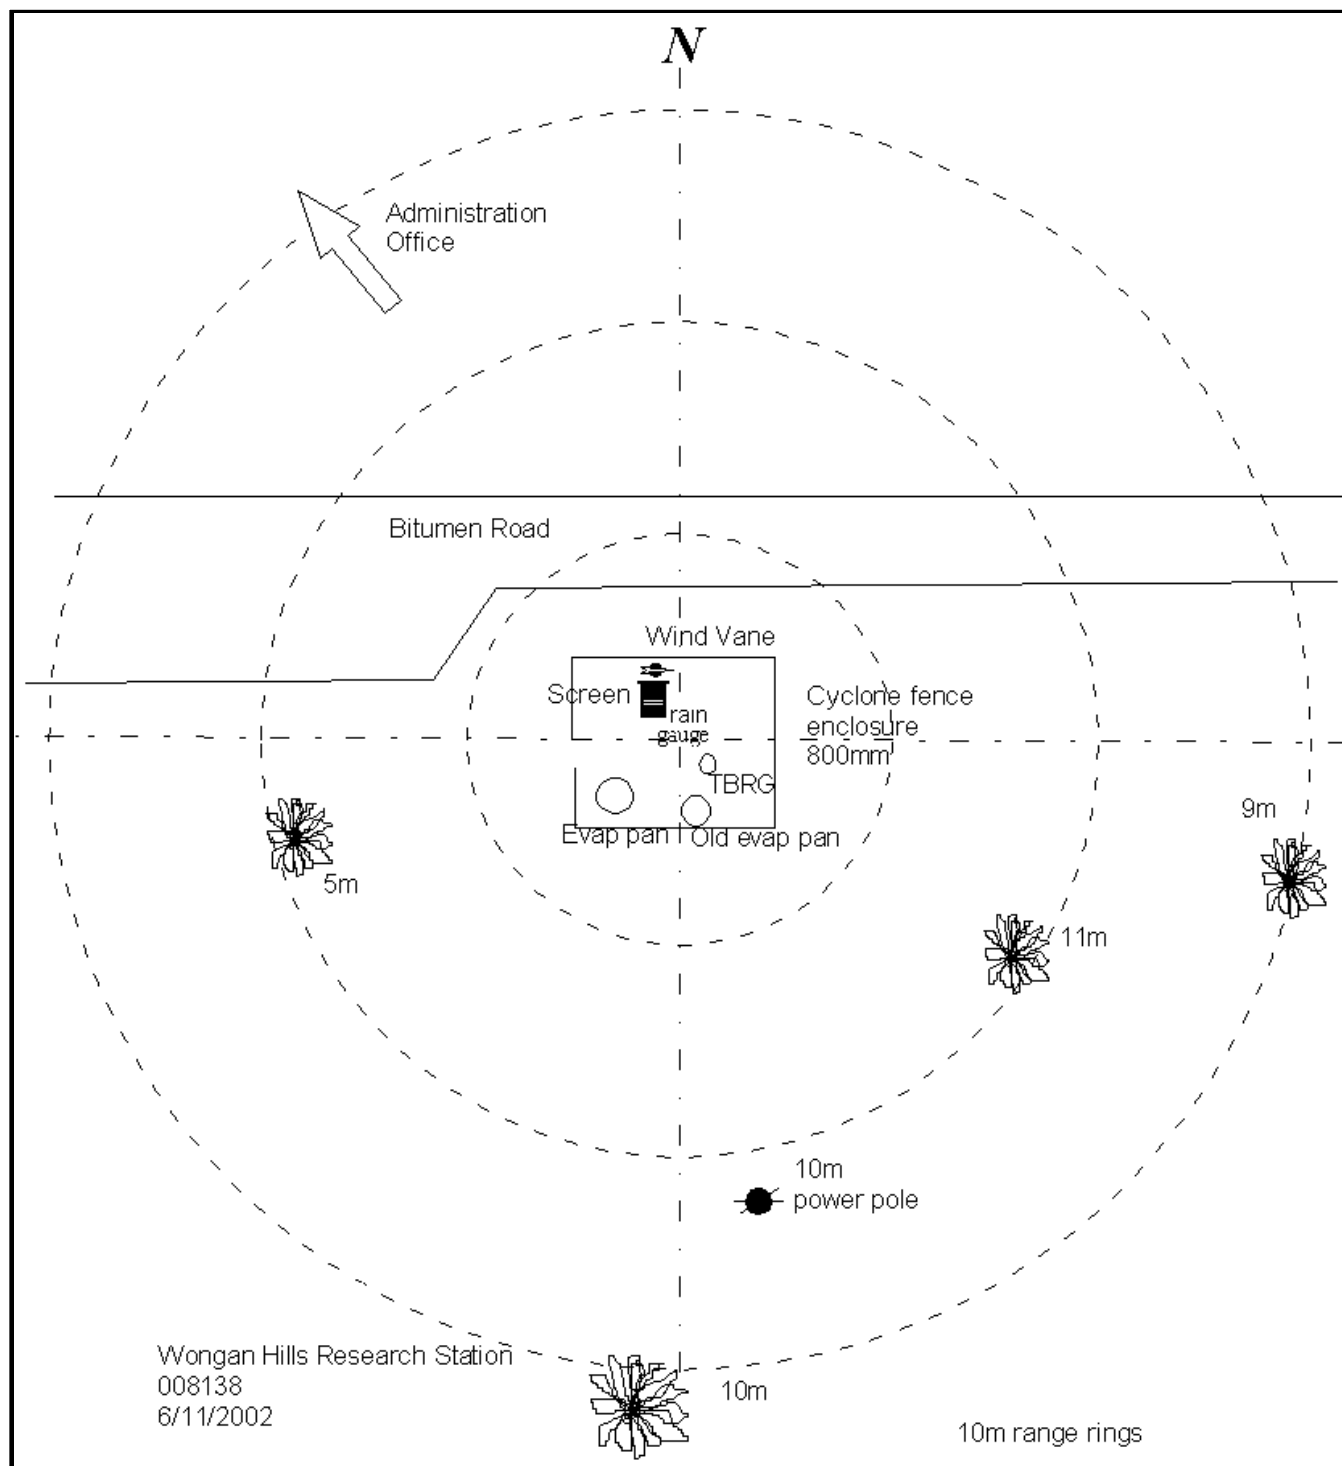 N
Administration
Office
Bitumen Road
Wind Vane
Screen
rain
gauge
Cyclone fence
enclosure
800mm
TBRG
Evap pan
Old evap pan
9m
5m
11m
10m
power pole
Wongan Hills Research Station
008138
6/11/2002
10m
10m range rings